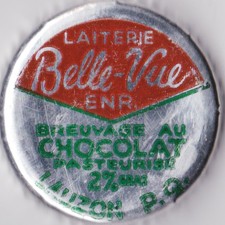 LAITERIE
Belle-Vue
ENR.
BREUVAGE AU
CHOCOLAT
PASTEURISÉ
2% M.G.
LAUZON P.Q.